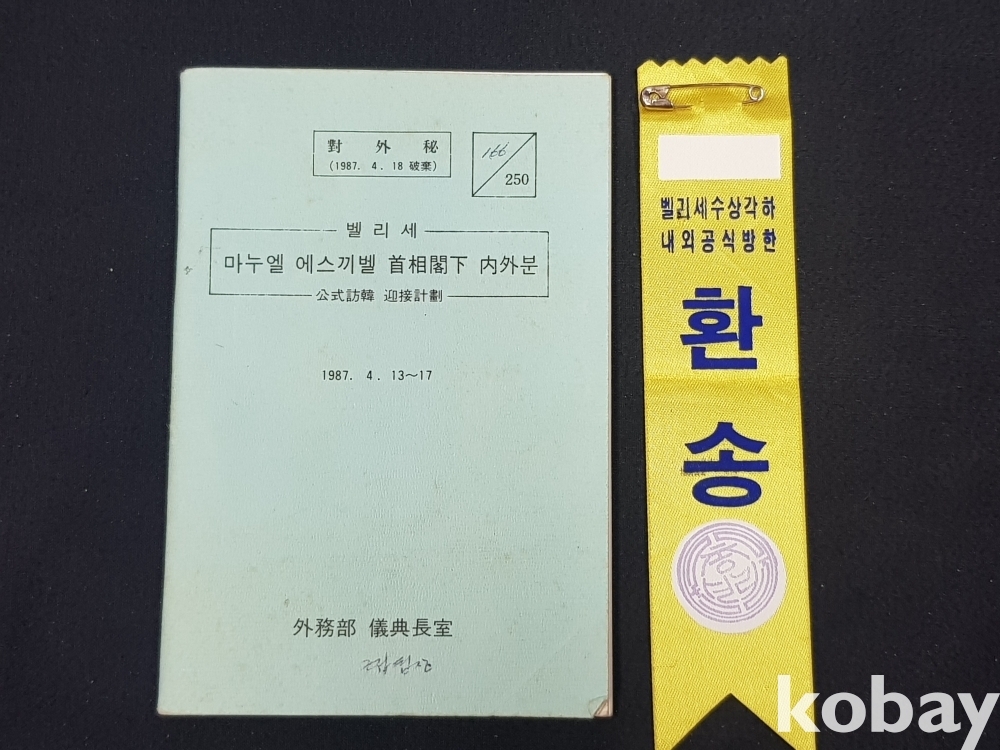 對 外 秘
(1987. 4. 18 破棄)
166
250
벨 리 세
마누엘 에스끼벨 首相閣下 内外분
公式訪韓 迎接計劃
1987. 4. 13～17
外務部 儀典長室
벨리세수상각하
내외공식방한
환
송
kobay